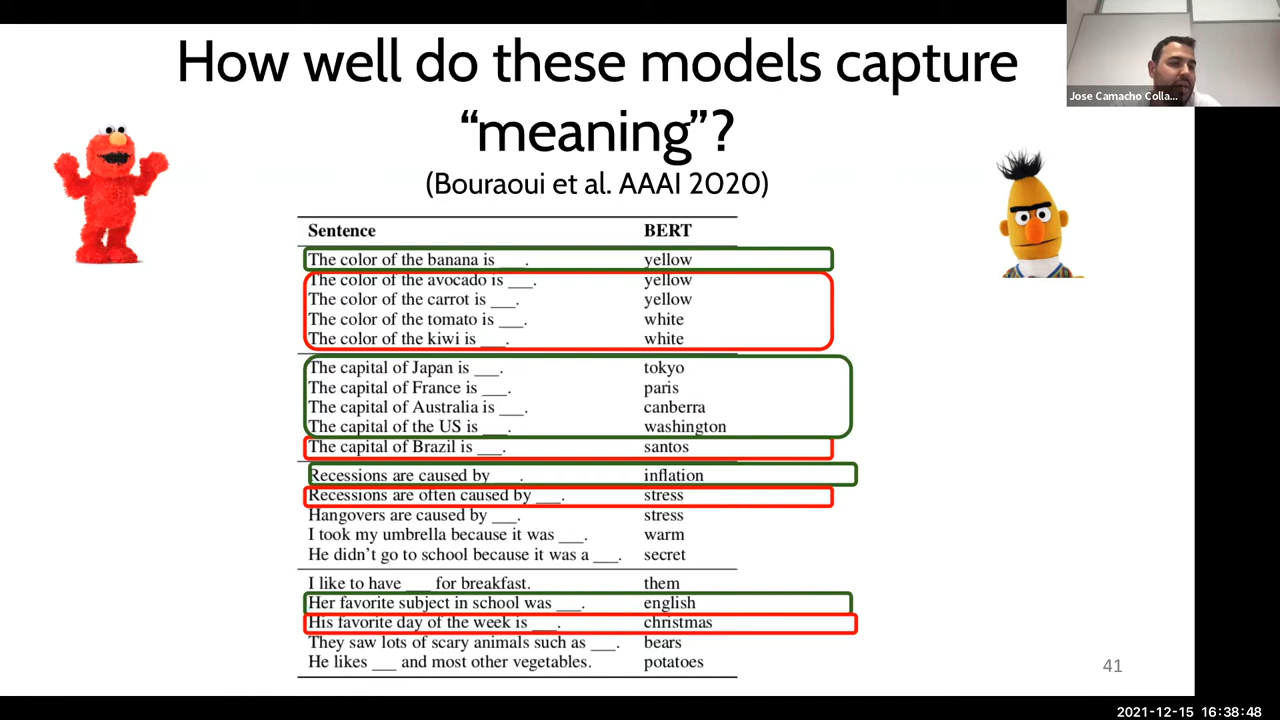 How well do these models capture
“meaning”?
(Bouraoui et al. AAAI 2020)
Jose Camacho Colla...
Sentence BERT
The color of the banana is ___. yellow
The color of the avocado is ___. yellow
The color of the carrot is ___. yellow
The color of the tomato is ___. white
The color of the kiwi is ___. white
The capital of Japan is ___. tokyo
The capital of France is ___. paris
The capital of Australia is ___. canberra
The capital of the US is ___. washington
The capital of Brazil is ___. santos
Recessions are caused by ___. inflation
Recessions are often caused by ___. stress
Hangovers are caused by ___. stress
I took my umbrella because it was ___. warm
He didn’t go to school because it was a ___. secret
I like to have ___ for breakfast. them
Her favorite subject in school was ___. english
His favorite day of the week is ___. christmas
They saw lots of scary animals such as ___. bears
He likes ___ and most other vegetables. potatoes
41
2021-12-15 16:38:48